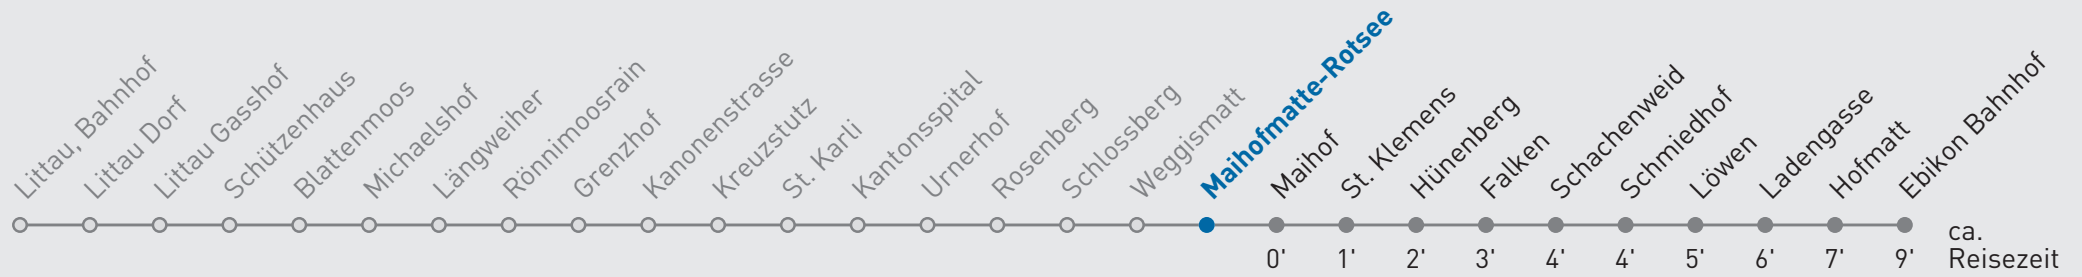 Littau, Bahnhof
Littau Dorf
Littau Gasshof
Schützenhaus
Blattenmoos
Michaelshof
Längweiher
Rönnimoosrain
Grenzhof
Kanonenstrasse
Kreuzstutz
St. Karli
Kantonsspital
Urnerhof
Rosenberg
Schlossberg
Weggismatt
Maihofmatte-Rotsee
Maihof
St. Klemens
Hünenberg
Falken
Schachenweid
Schmiedhof
Löwen
Ladengasse
Hofmatt
Ebikon Bahnhof
0' 1' 2' 3' 4' 4' 5' 6' 7' 9'
ca.
Reisezeit